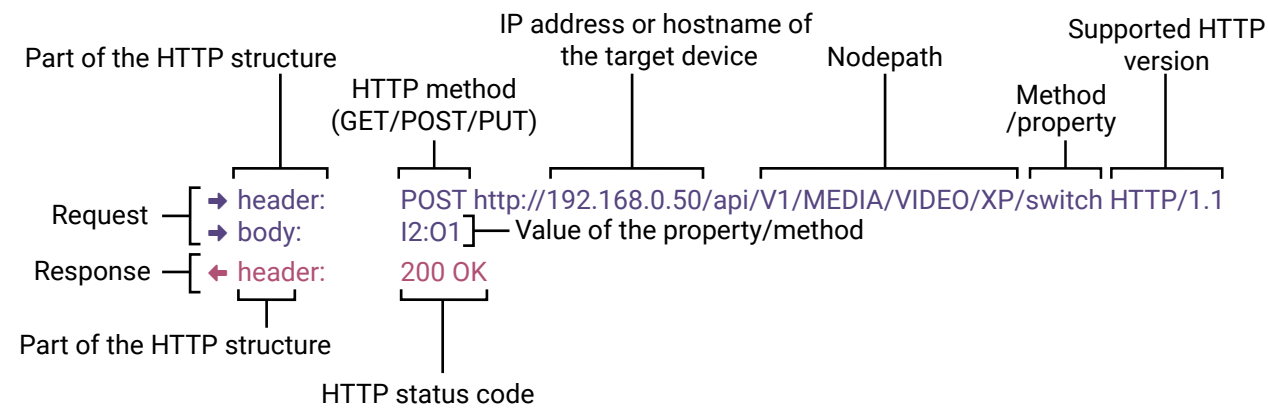 IP address or hostname of
the target device
Supported HTTP
version
Part of the HTTP structure
Nodepath
HTTP method
(GET/POST/PUT)
Method
/property
Request
➔ header: POST http://192.168.0.50/api/V1/MEDIA/VIDEO/XP/switch HTTP/1.1
➔ body: I2:O1 Value of the property/method
Response
🡰 header: 200 OK
Part of the HTTP structure
HTTP status code